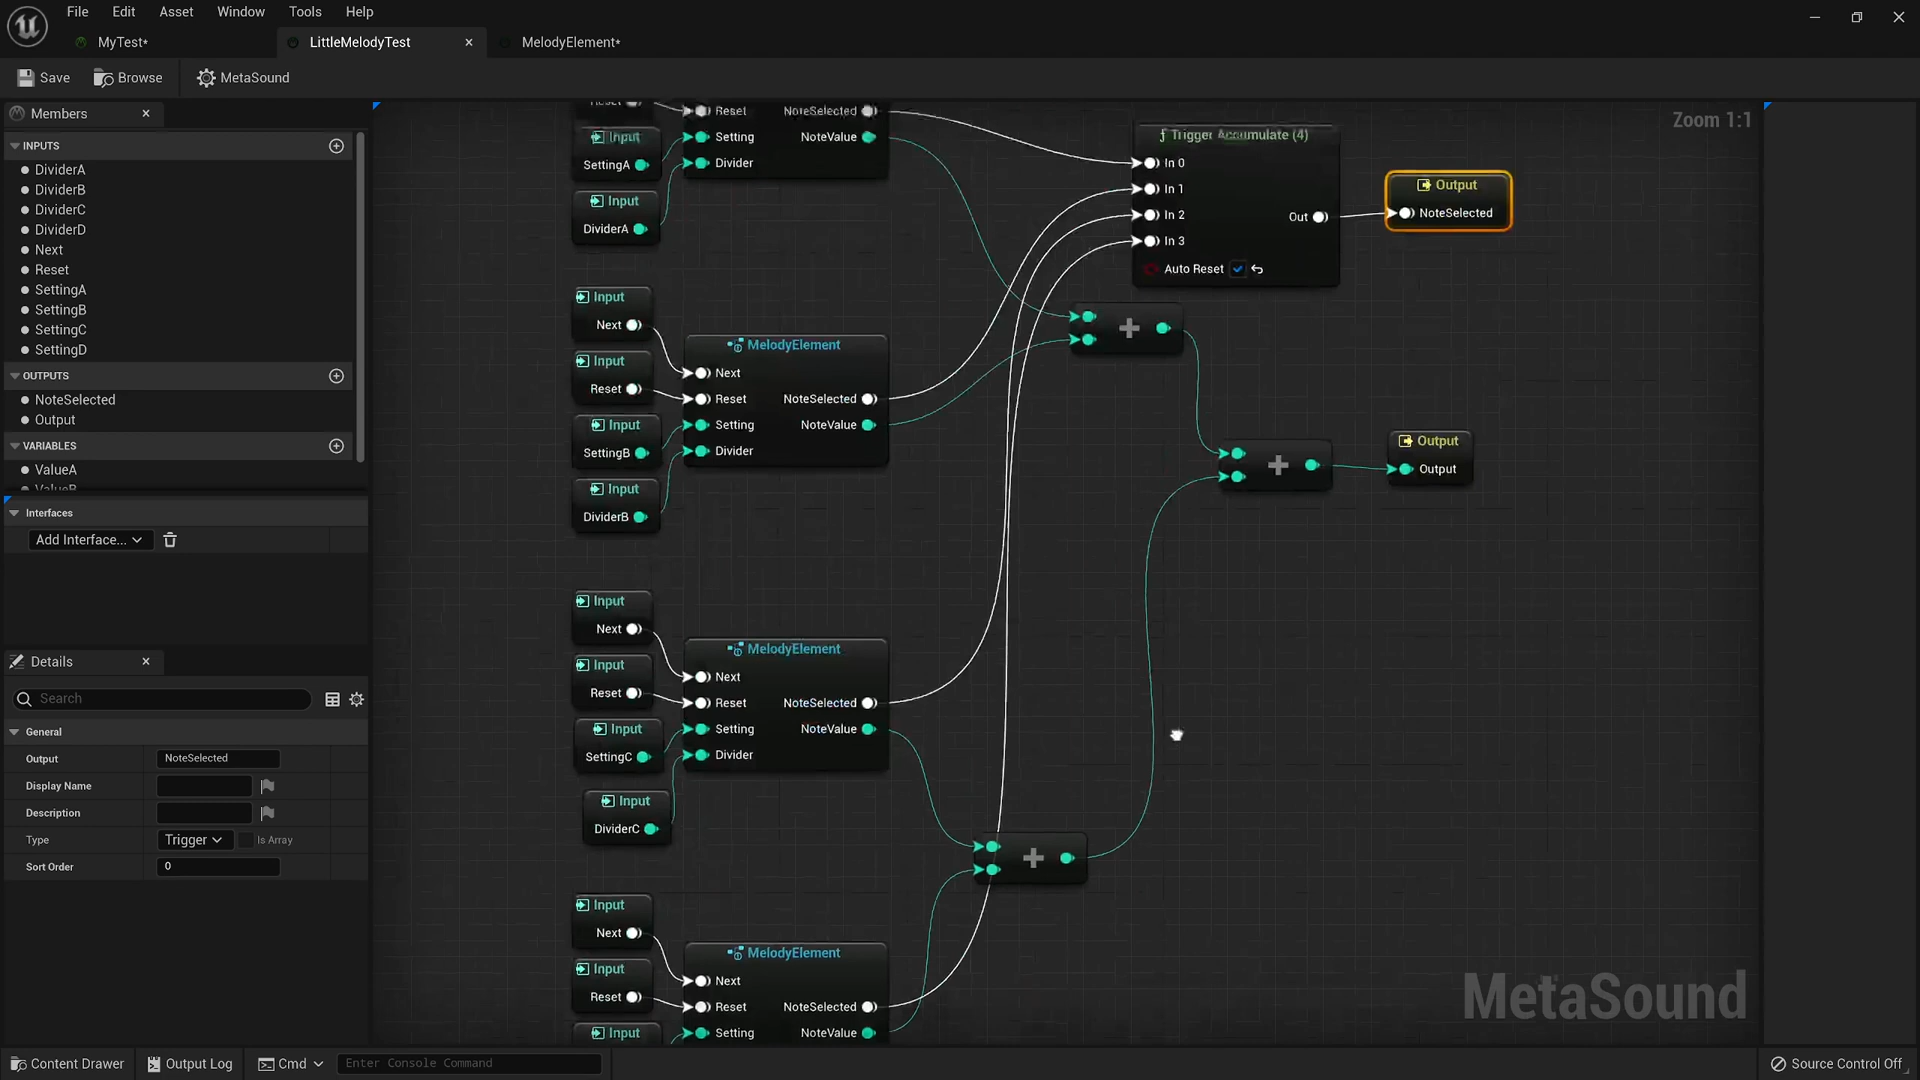 File Edit Asset Window Tools Help
MyTest* LittleMelodyTest MelodyElement*
Save Browse MetaSound
Members
INPUTS
DividerA
DividerB
DividerC
DividerD
Next
Reset
SettingA
SettingB
SettingC
SettingD
OUTPUTS
NoteSelected
Output
VARIABLES
ValueA
ValueB
Interfaces
Add Interface...
Details
Search
General
Output NoteSelected
Display Name
Description
Type Trigger Is Array
Sort Order 0
Zoom 1:1
Reset
Reset NoteSelected
Input
SettingA
Setting NoteValue
Divider
Input
DividerA
Trigger Accumulate (4)
In 0
In 1
In 2
In 3
Out
Auto Reset
Output
NoteSelected
Input
Next
Input
Reset
Input
SettingB
Input
DividerB
MelodyElement
Next
Reset NoteSelected
Setting NoteValue
Divider
Output
Output
Input
Next
Input
Reset
Input
SettingC
Input
DividerC
MelodyElement
Next
Reset NoteSelected
Setting NoteValue
Divider
Input
Next
Input
Reset
Input
MelodyElement
Next
Reset NoteSelected
Setting NoteValue
MetaSound
Content Drawer Output Log Cmd Enter Console Command Source Control Off